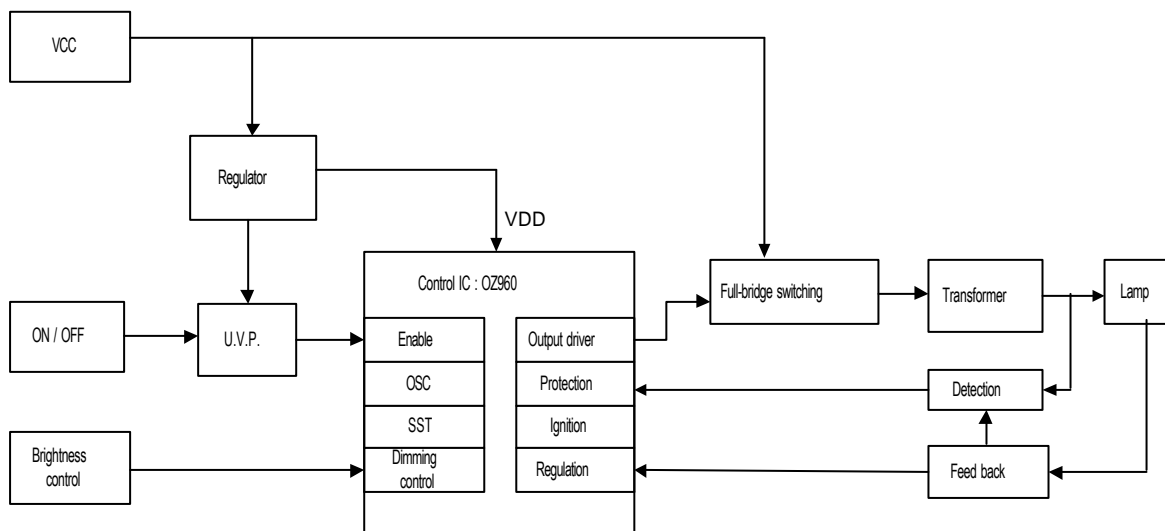 VCC
Regulator
VDD
Control IC : OZ960
Full-bridge switching
Transformer
Lamp
ON / OFF
U.V.P.
Enable
Output driver
OSC
Protection
Detection
SST
Ignition
Brightness
control
Dimming
control
Regulation
Feed back